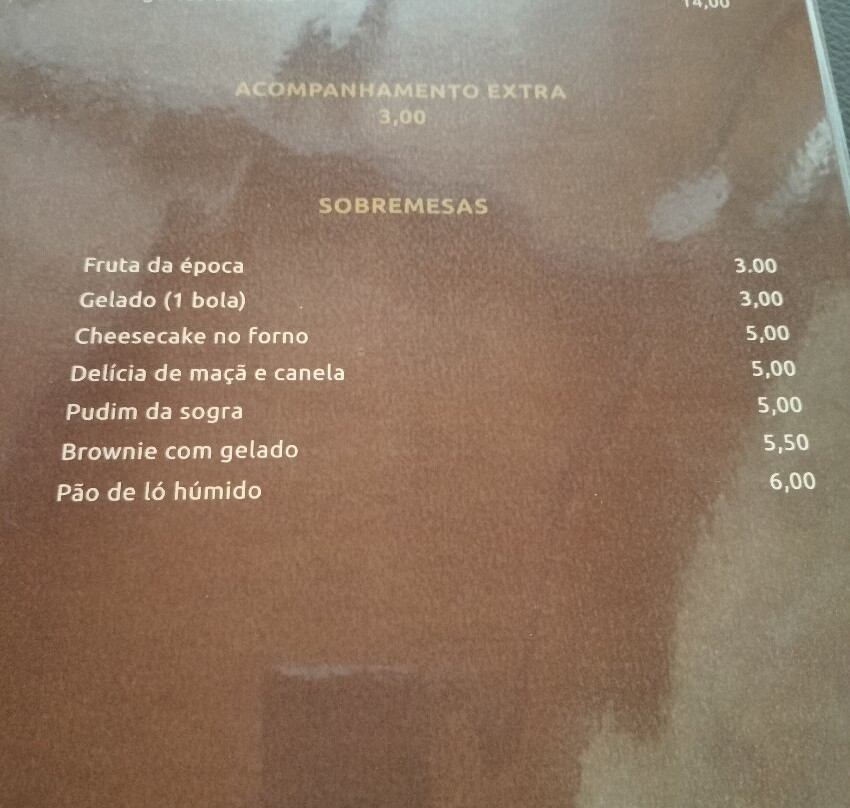 14,00
ACOMPANHAMENTO EXTRA
3,00
SOBREMESAS
Fruta da época 3.00
Gelado (1 bola) 3,00
Cheesecake no forno 5,00
Delícia de maçã e canela 5,00
Pudim da sogra 5,00
Brownie com gelado 5,50
Pão de ló húmido 6,00